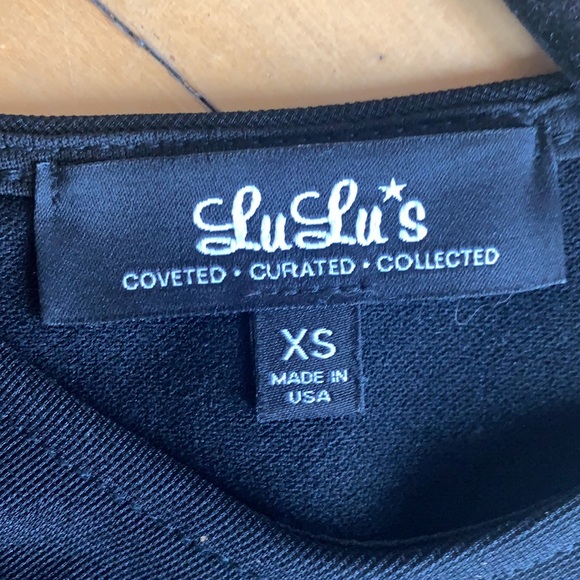 LuLu's
COVETED · CURATED · COLLECTED
XS
MADE IN
USA